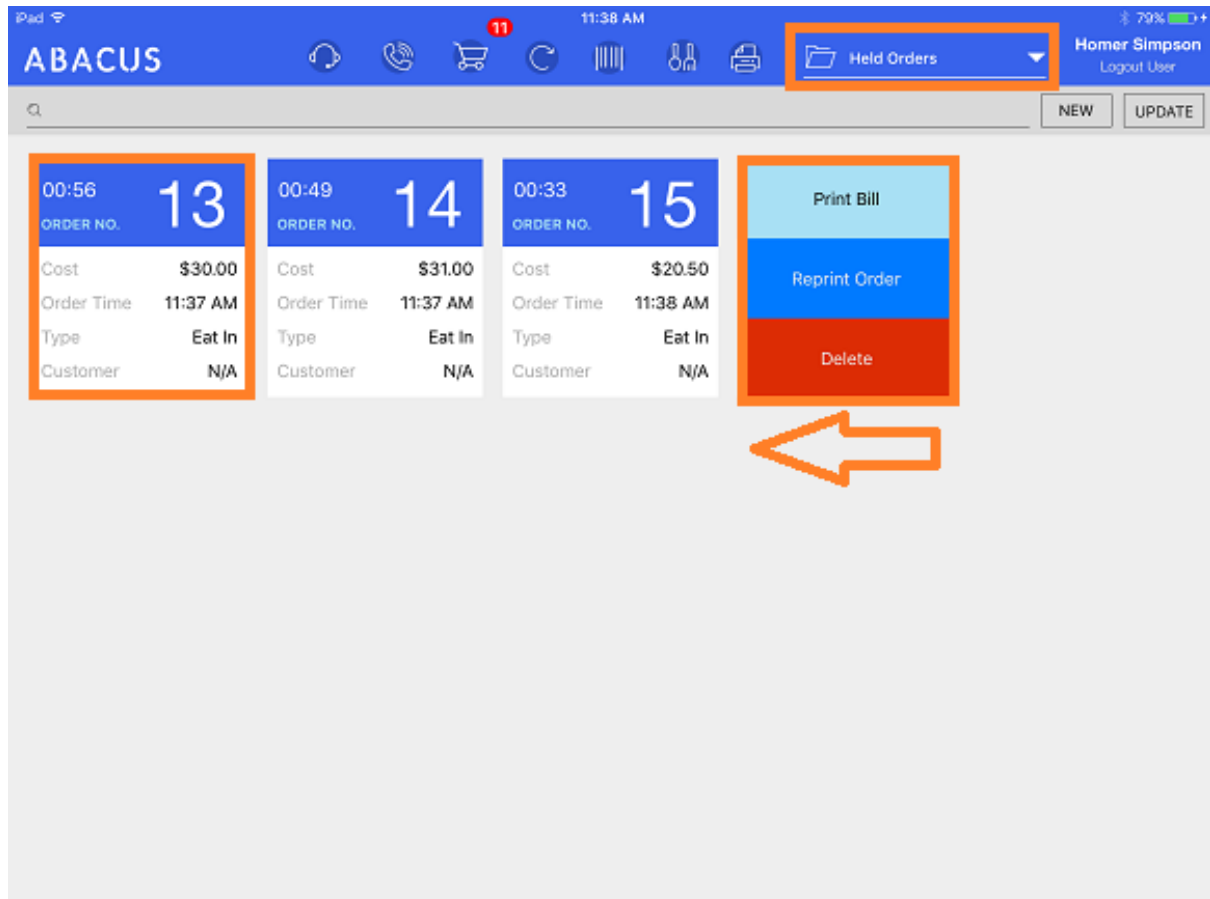 iPad 11:38 AM 79%
11
ABACUS Held Orders Homer Simpson
Logout User
NEW UPDATE
00:56 13
ORDER NO.
Cost $30.00
Order Time 11:37 AM
Type Eat In
Customer N/A
00:49 14
ORDER NO.
Cost $31.00
Order Time 11:37 AM
Type Eat In
Customer N/A
00:33 15
ORDER NO.
Cost $20.50
Order Time 11:38 AM
Type Eat In
Customer N/A
Print Bill
Reprint Order
Delete